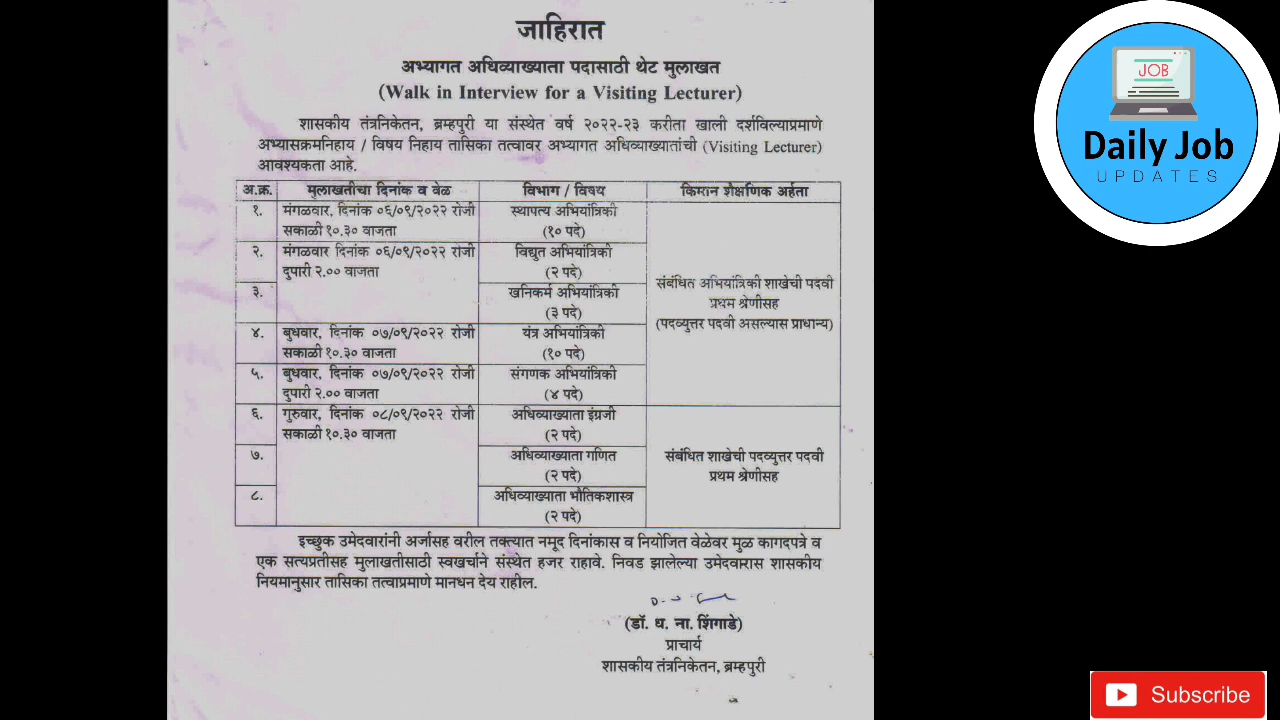 जाहिरात
अभ्यागत अधिव्याख्याता पदासाठी थेट मुलाखत
(Walk in Interview for a Visiting Lecturer)
शासकीय तंत्रनिकेतन, ब्रम्हपुरी या संस्थेत वर्ष २०२२-२३ करीता खाली दर्शविल्याप्रमाणे
अभ्यासक्रमनिहाय / विषय निहाय तासिका तत्वावर अभ्यागत अधिव्याख्यातांची (Visiting Lecturer)
आवश्यकता आहे.
अ.क्र. मुलाखतीचा दिनांक व वेळ विभाग / विषय किमान शैक्षणिक अर्हता
१. मंगळवार, दिनांक ०६/०९/२०२२ रोजी स्थापत्य अभियांत्रिकी
सकाळी १०.३० वाजता (१० पदे)
२. मंगळवार दिनांक ०६/०९/२०२२ रोजी विद्युत अभियांत्रिकी
दुपारी २.०० वाजता (२ पदे)
३. खनिकर्म अभियांत्रिकी
(३ पदे)
संबंधित अभियांत्रिकी शाखेची पदवी
प्रथम श्रेणीसह
(पदव्युत्तर पदवी असल्यास प्राधान्य)
४. बुधवार, दिनांक ०७/०९/२०२२ रोजी यंत्र अभियांत्रिकी
सकाळी १०.३० वाजता (१० पदे)
५. बुधवार, दिनांक ०७/०९/२०२२ रोजी संगणक अभियांत्रिकी
दुपारी २.०० वाजता (४ पदे)
६. गुरुवार, दिनांक ०८/०९/२०२२ रोजी अधिव्याख्याता इंग्रजी
सकाळी १०.३० वाजता (२ पदे)
७. अधिव्याख्याता गणित
(२ पदे)
संबंधित शाखेची पदव्युत्तर पदवी
प्रथम श्रेणीसह
८. अधिव्याख्याता भौतिकशास्त्र
(२ पदे)
इच्छुक उमेदवारांनी अर्जासह वरील तक्त्यात नमूद दिनांकास व नियोजित वेळेवर मुळ कागदपत्रे व
एक सत्यप्रतीसह मुलाखतीसाठी स्वखर्चाने संस्थेत हजर राहावे. निवड झालेल्या उमेदवारास शासकीय
नियमानुसार तासिका तत्वाप्रमाणे मानधन देय राहील.
(डॉ. ध. ना. शिंगाडे)
प्राचार्य
शासकीय तंत्रनिकेतन, ब्रम्हपुरी
JOB
Daily Job
UPDATES
Subscribe